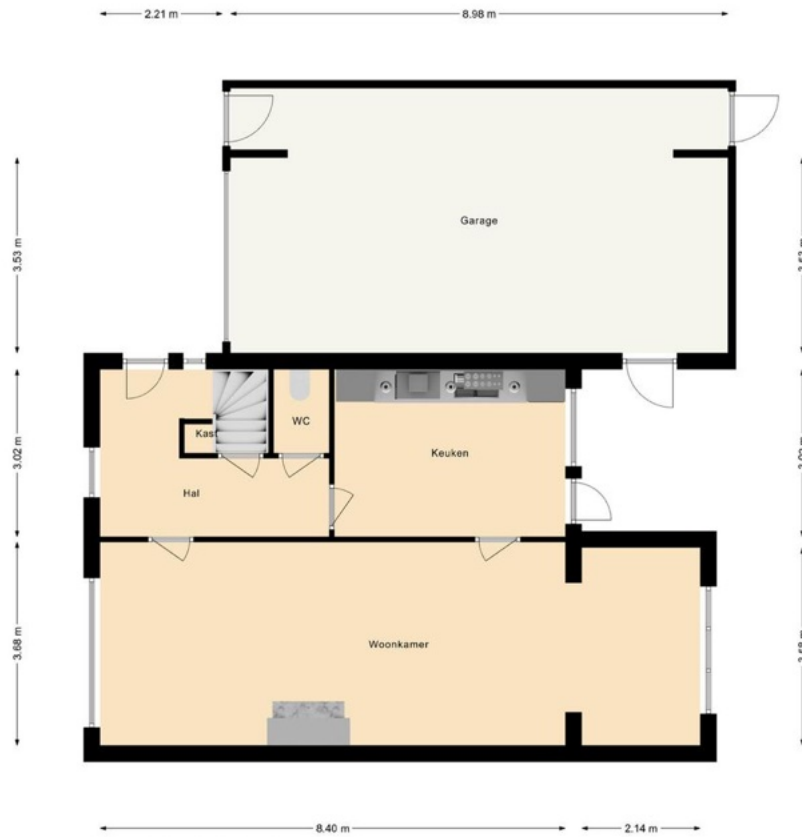 2.21 m
8.98 m
3.53 m
Garage
WC
Kast
Keuken
3.02 m
Hal
3.68 m
Woonkamer
8.40 m
2.14 m